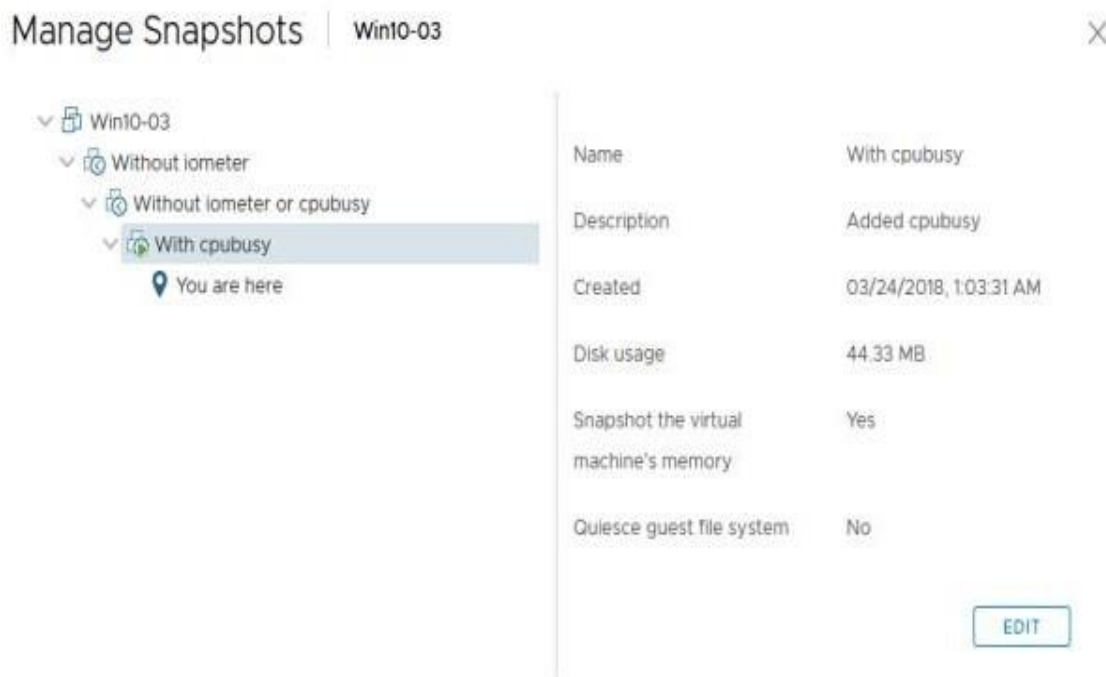 Manage Snapshots Win10-03
Win10-03
Without iometer
Without iometer or cpubusy
With cpubusy
You are here
Name With cpubusy
Description Added cpubusy
Created 03/24/2018, 1:03:31 AM
Disk usage 44.33 MB
Snapshot the virtual Yes
machine's memory
Quiesce guest file system No
EDIT